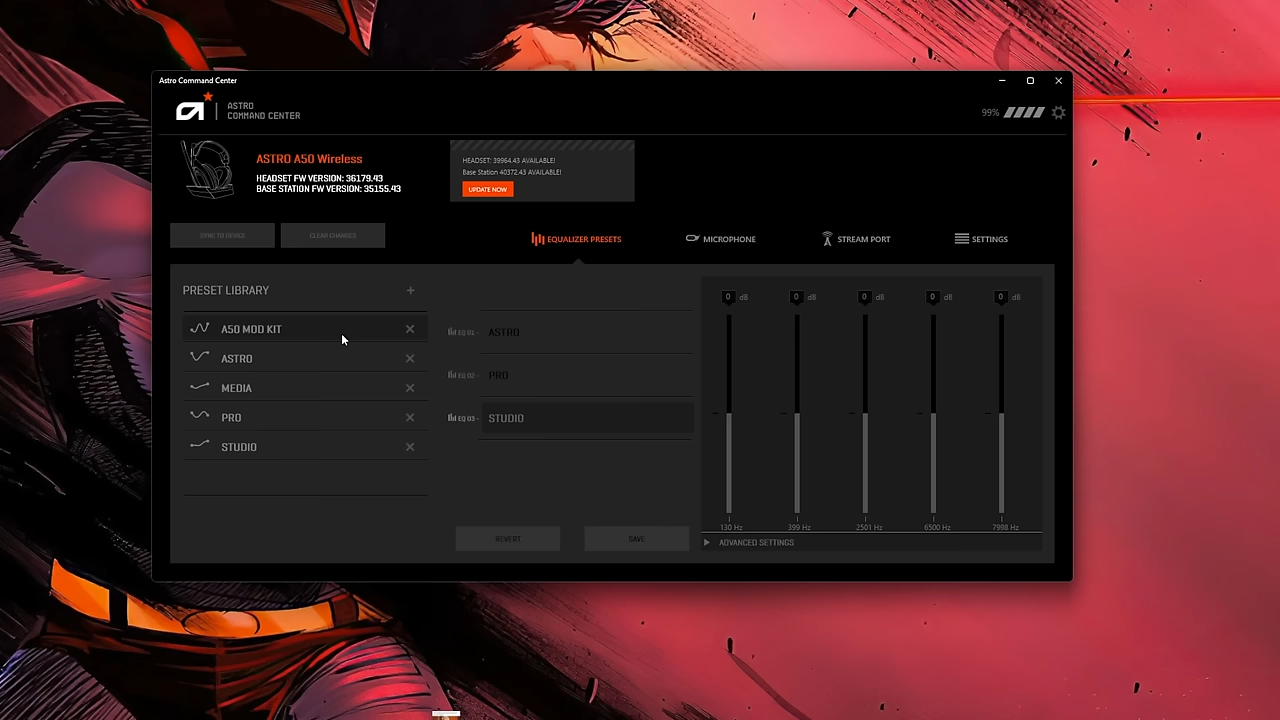 Astro Command Center
ASTRO
COMMAND CENTER
99%
ASTRO A50 Wireless
HEADSET FW VERSION: 36179.43
BASE STATION FW VERSION: 35155.43
HEADSET: 39964.43 AVAILABLE!
Base Station 40372.43 AVAILABLE!
UPDATE NOW
SYNC TO DEVICE
CLEAR CHANGES
EQUALIZER PRESETS
MICROPHONE
STREAM PORT
SETTINGS
PRESET LIBRARY
A50 MOD KIT
ASTRO
MEDIA
PRO
STUDIO
EQ 01 - ASTRO
EQ 02 - PRO
EQ 03 - STUDIO
REVERT
SAVE
0 dB 0 dB 0 dB 0 dB 0 dB
130 Hz 399 Hz 2501 Hz 6500 Hz 7998 Hz
ADVANCED SETTINGS